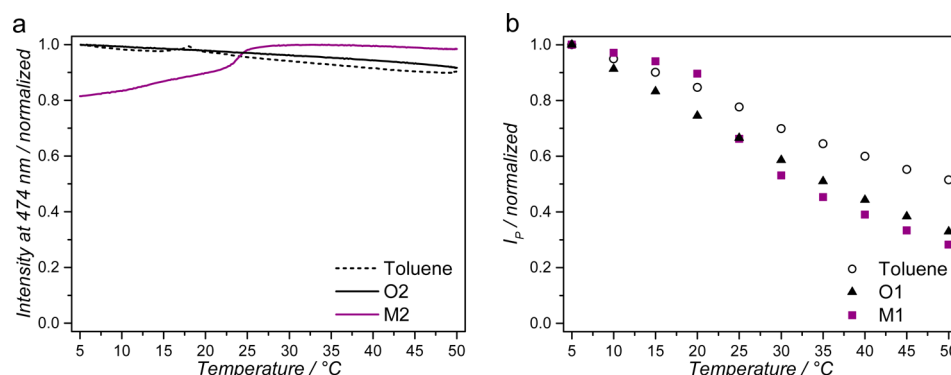 a
Intensity at 474 nm / normalized
1.0
0.8
0.6
0.4
0.2
0.0
Toluene
O2
M2
5 10 15 20 25 30 35 40 45 50
Temperature / °C
b
I_P / normalized
1.0
0.8
0.6
0.4
0.2
0.0
Toluene
O1
M1
5 10 15 20 25 30 35 40 45 50
Temperature / °C